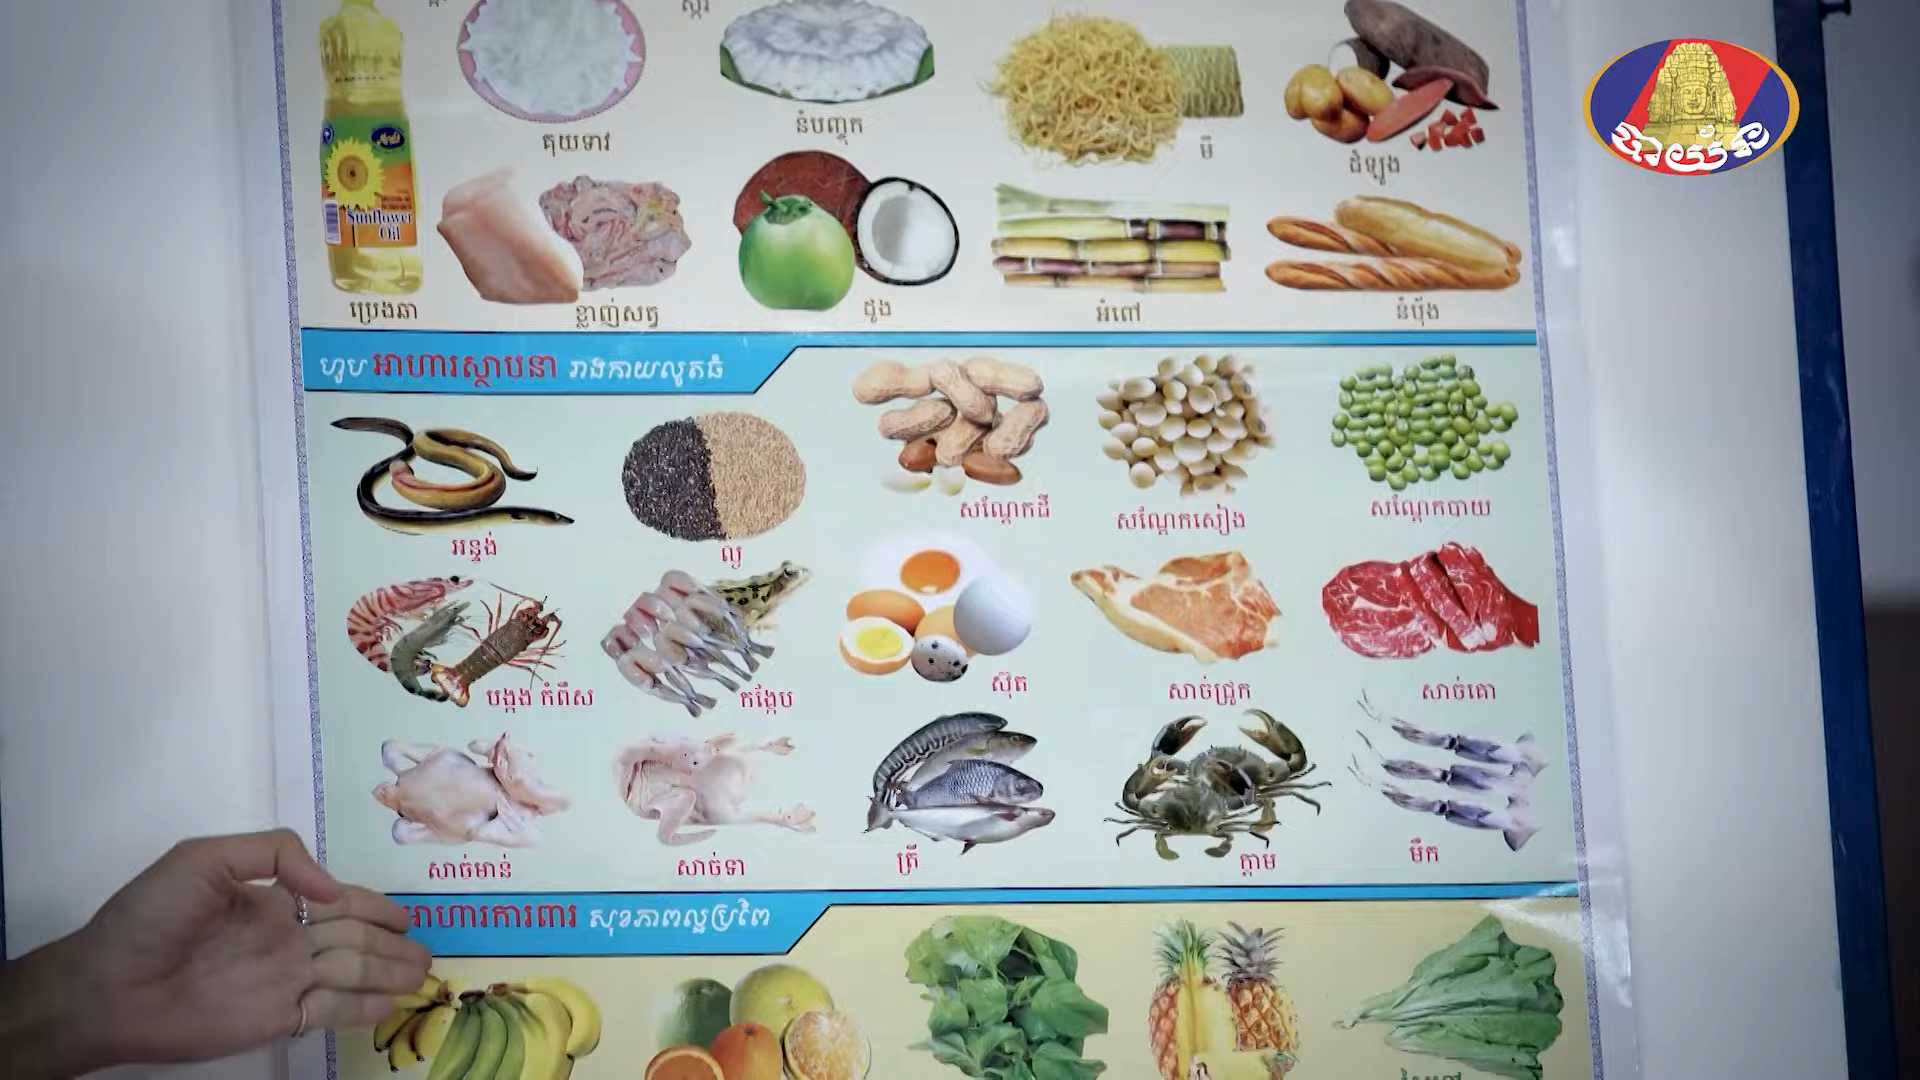 ស្ករ
គុយទាវ
នំបញ្ចុក
មី
ដំឡូង
Sunflower
Oil
ប្រេងឆា
ខ្លាញ់សត្វ
ដូង
អំពៅ
នំប៉័ង
ហូប អាហារស្ថាបនា រាងកាយលូតធំ
អន្ទង់
ល្ង
សណ្តែកដី
សណ្តែកសៀង
សណ្តែកបាយ
បង្កង កំពឹស
កង្កែប
ស៊ុត
សាច់ជ្រូក
សាច់គោ
សាច់មាន់
សាច់ទា
ត្រី
ក្តាម
មឹក
អាហារការពារ សុខភាពល្អប្រពៃ
បាយ័ន